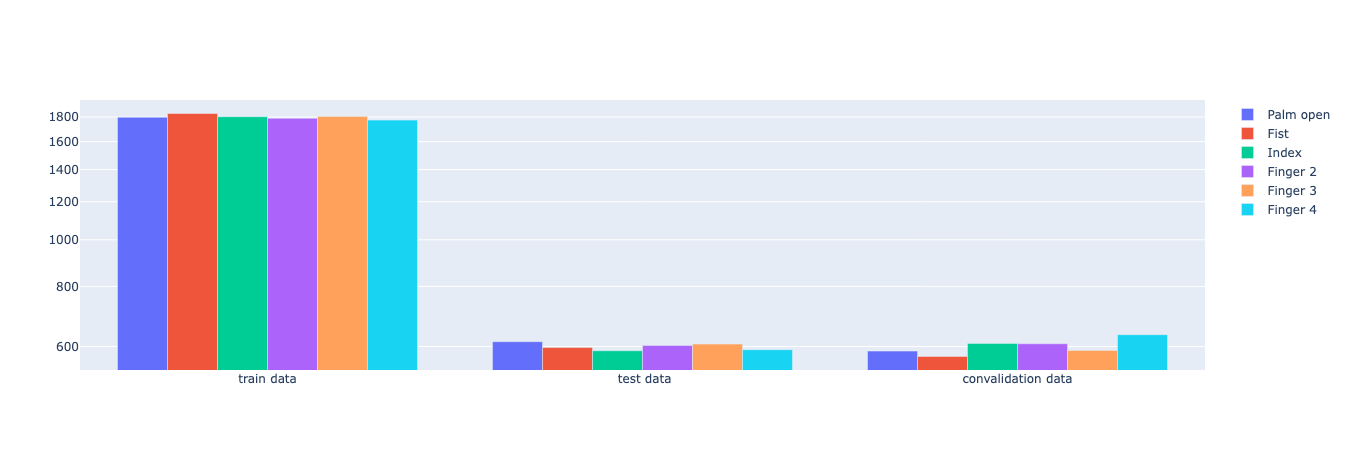 1800
1600
1400
1200
1000
800
600
train data
test data
convalidation data
Palm open
Fist
Index
Finger 2
Finger 3
Finger 4